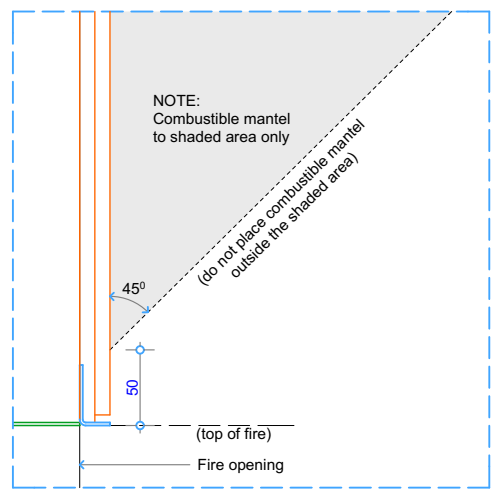 NOTE:
Combustible mantel
to shaded area only
(do not place combustible mantel
outside the shaded area)
45⁰
50
(top of fire)
Fire opening